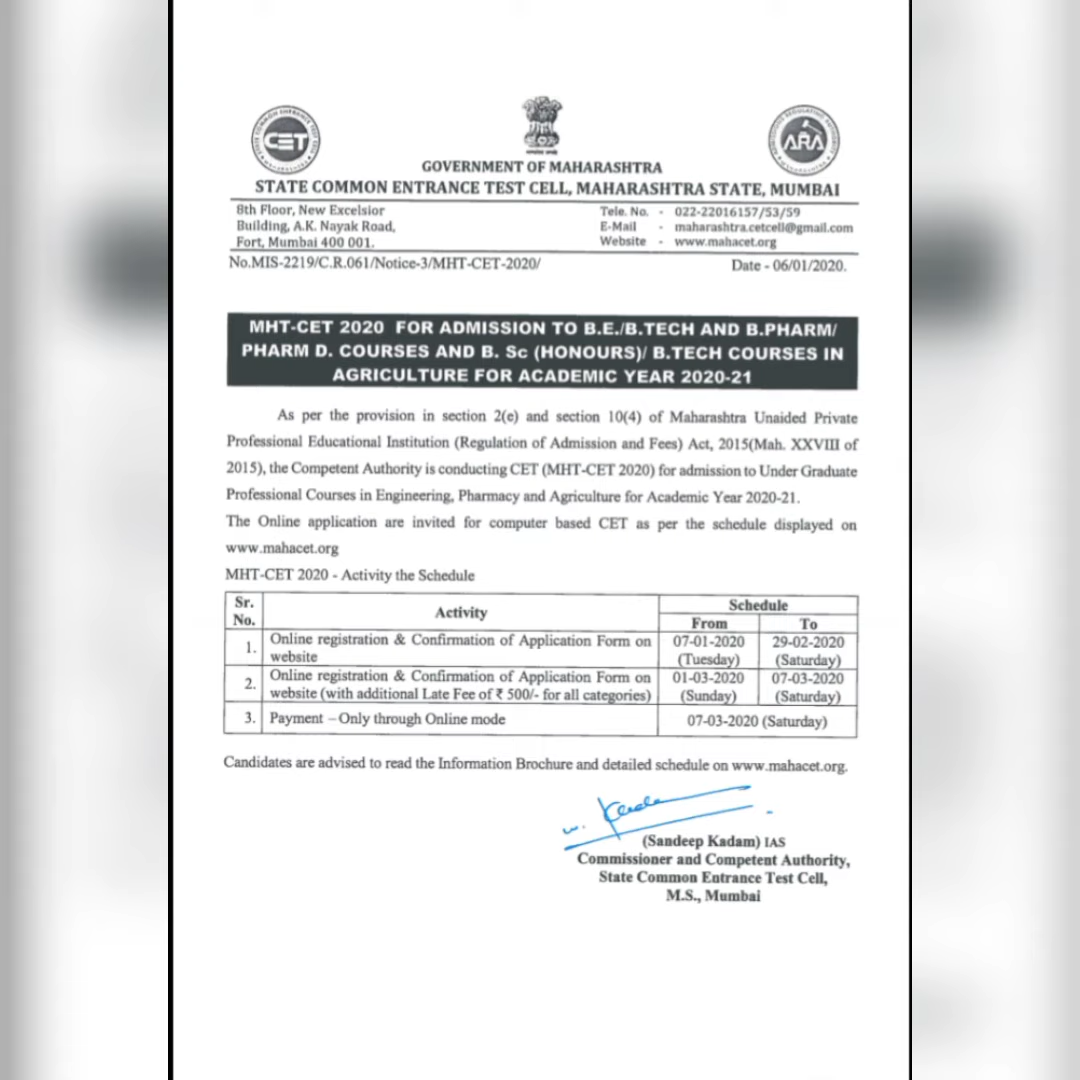 CET
ARA
GOVERNMENT OF MAHARASHTRA
STATE COMMON ENTRANCE TEST CELL, MAHARASHTRA STATE, MUMBAI
8th Floor, New Excelsior
Building, A.K. Nayak Road,
Fort, Mumbai 400 001.
Tele. No. - 022-22016157/53/59
E-Mail - maharashtra.cetcell@gmail.com
Website - www.mahacet.org
No.MIS-2219/C.R.061/Notice-3/MHT-CET-2020/ Date - 06/01/2020.
MHT-CET 2020 FOR ADMISSION TO B.E./B.TECH AND B.PHARM/
PHARM D. COURSES AND B. Sc (HONOURS)/ B.TECH COURSES IN
AGRICULTURE FOR ACADEMIC YEAR 2020-21
As per the provision in section 2(e) and section 10(4) of Maharashtra Unaided Private
Professional Educational Institution (Regulation of Admission and Fees) Act, 2015(Mah. XXVIII of
2015), the Competent Authority is conducting CET (MHT-CET 2020) for admission to Under Graduate
Professional Courses in Engineering, Pharmacy and Agriculture for Academic Year 2020-21.
The Online application are invited for computer based CET as per the schedule displayed on
www.mahacet.org
MHT-CET 2020 - Activity the Schedule
Sr. No. Activity Schedule
From To
1. Online registration & Confirmation of Application Form on 07-01-2020 29-02-2020
website (Tuesday) (Saturday)
2. Online registration & Confirmation of Application Form on 01-03-2020 07-03-2020
website (with additional Late Fee of ₹ 500/- for all categories) (Sunday) (Saturday)
3. Payment – Only through Online mode 07-03-2020 (Saturday)
Candidates are advised to read the Information Brochure and detailed schedule on www.mahacet.org.
(Sandeep Kadam) IAS
Commissioner and Competent Authority,
State Common Entrance Test Cell,
M.S., Mumbai